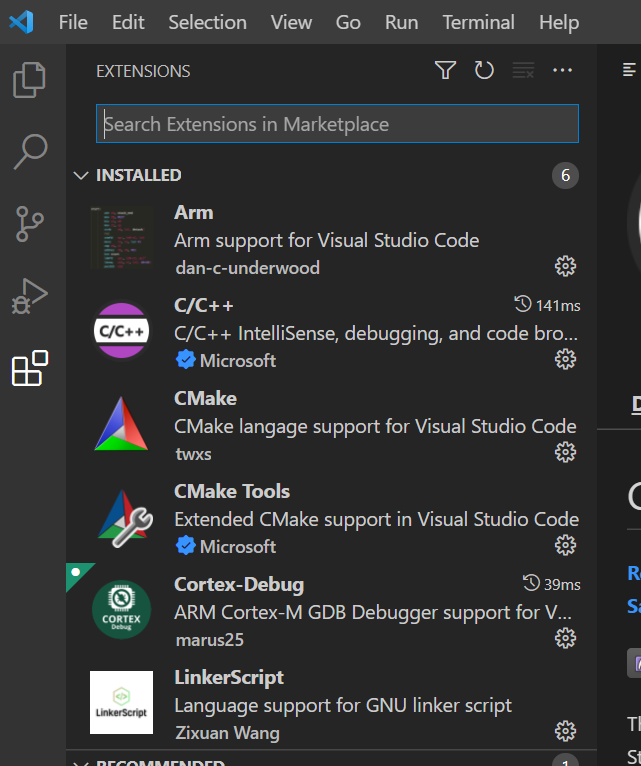 File Edit Selection View Go Run Terminal Help
EXTENSIONS
Search Extensions in Marketplace
INSTALLED 6
Arm
Arm support for Visual Studio Code
dan-c-underwood
C/C++ 141ms
C/C++
C/C++ IntelliSense, debugging, and code bro...
Microsoft
CMake
CMake langage support for Visual Studio Code
twxs
CMake Tools
Extended CMake support in Visual Studio Code
Microsoft
Cortex-Debug 39ms
CORTEX
Debug
ARM Cortex-M GDB Debugger support for V...
marus25
LinkerScript
LinkerScript
Language support for GNU linker script
Zixuan Wang
RECOMMENDED 1